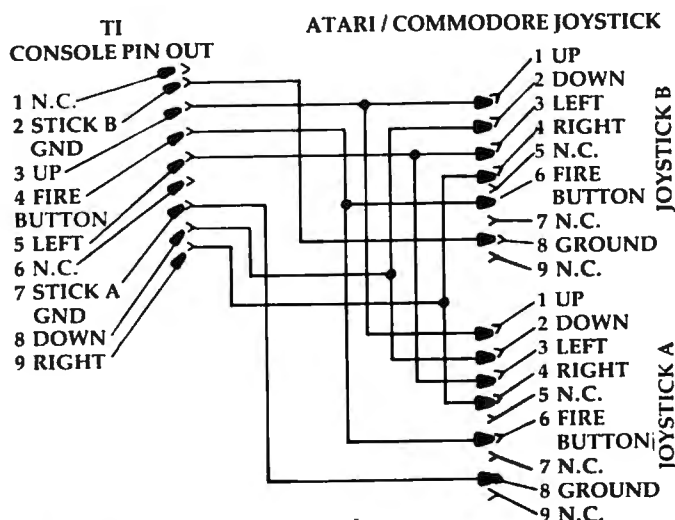 TI
CONSOLE PIN OUT
1 N.C.
2 STICK B
GND
3 UP
4 FIRE
BUTTON
5 LEFT
6 N.C.
7 STICK A
GND
8 DOWN
9 RIGHT
ATARI / COMMODORE JOYSTICK
1 UP
2 DOWN
3 LEFT
4 RIGHT
5 N.C.
6 FIRE
BUTTON
7 N.C.
8 GROUND
9 N.C.
JOYSTICK B
1 UP
2 DOWN
3 LEFT
4 RIGHT
5 N.C.
6 FIRE
BUTTON
7 N.C.
8 GROUND
9 N.C.
JOYSTICK A